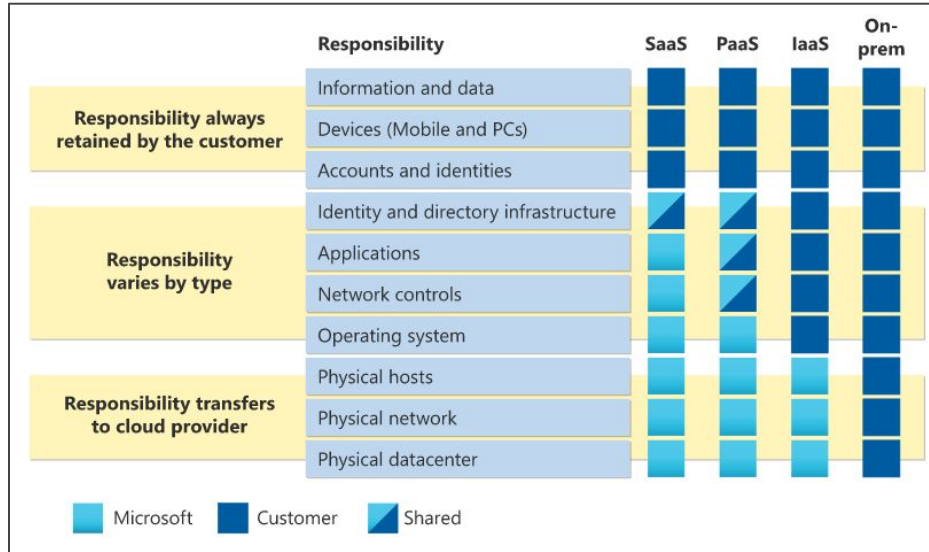 Responsibility SaaS PaaS IaaS On-
prem
Responsibility always
retained by the customer
Information and data
Devices (Mobile and PCs)
Accounts and identities
Responsibility
varies by type
Identity and directory infrastructure
Applications
Network controls
Operating system
Responsibility transfers
to cloud provider
Physical hosts
Physical network
Physical datacenter
Microsoft Customer Shared